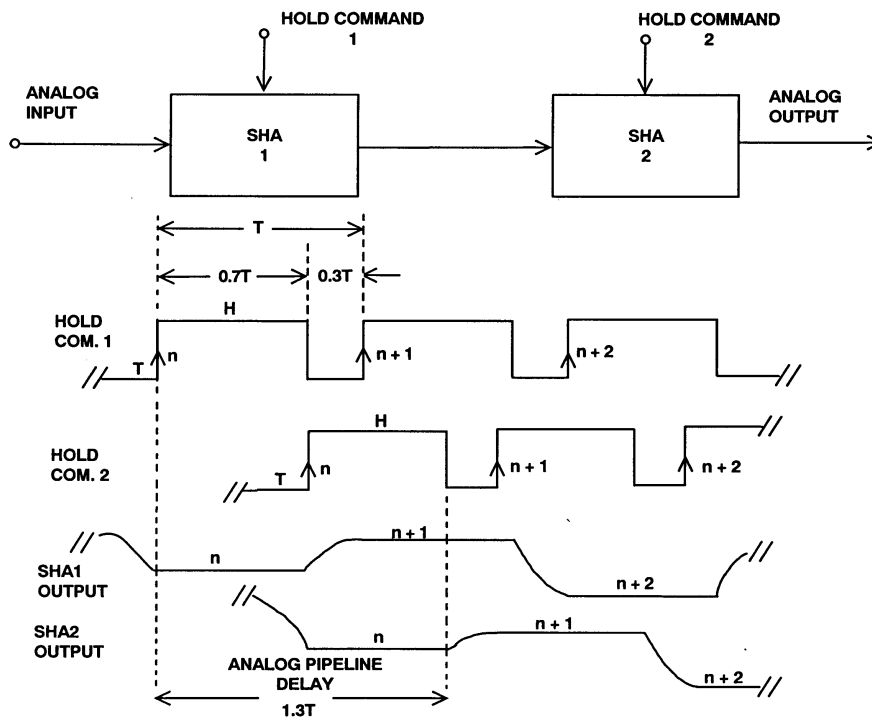 HOLD COMMAND
1
HOLD COMMAND
2
ANALOG
INPUT
SHA
1
SHA
2
ANALOG
OUTPUT
T
0.7T
0.3T
HOLD
COM. 1
H
T
n
n + 1
n + 2
HOLD
COM. 2
H
T
n
n + 1
n + 2
SHA1
OUTPUT
n
n + 1
n + 2
SHA2
OUTPUT
n
n + 1
n + 2
ANALOG PIPELINE
DELAY
1.3T